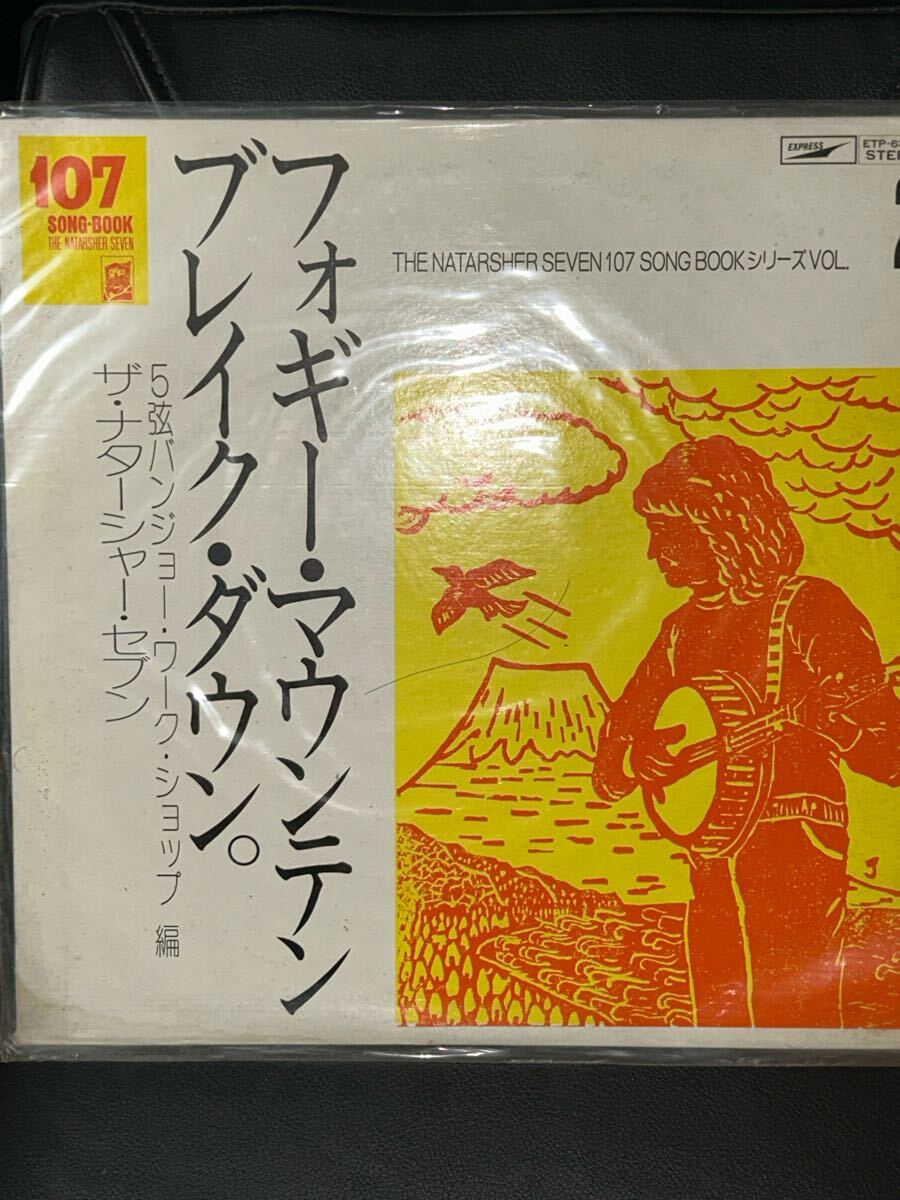 107
SONG-BOOK
THE NATARSHER SEVEN
EXPRESS
ETP-
STE
THE NATARSHER SEVEN 107 SONG BOOKシリーズ VOL.
フォギー・マウンテン
ブレイク・ダウン。
5弦バンジョー・ワーク・ショップ 編
ザ・ナターシャー・セブン